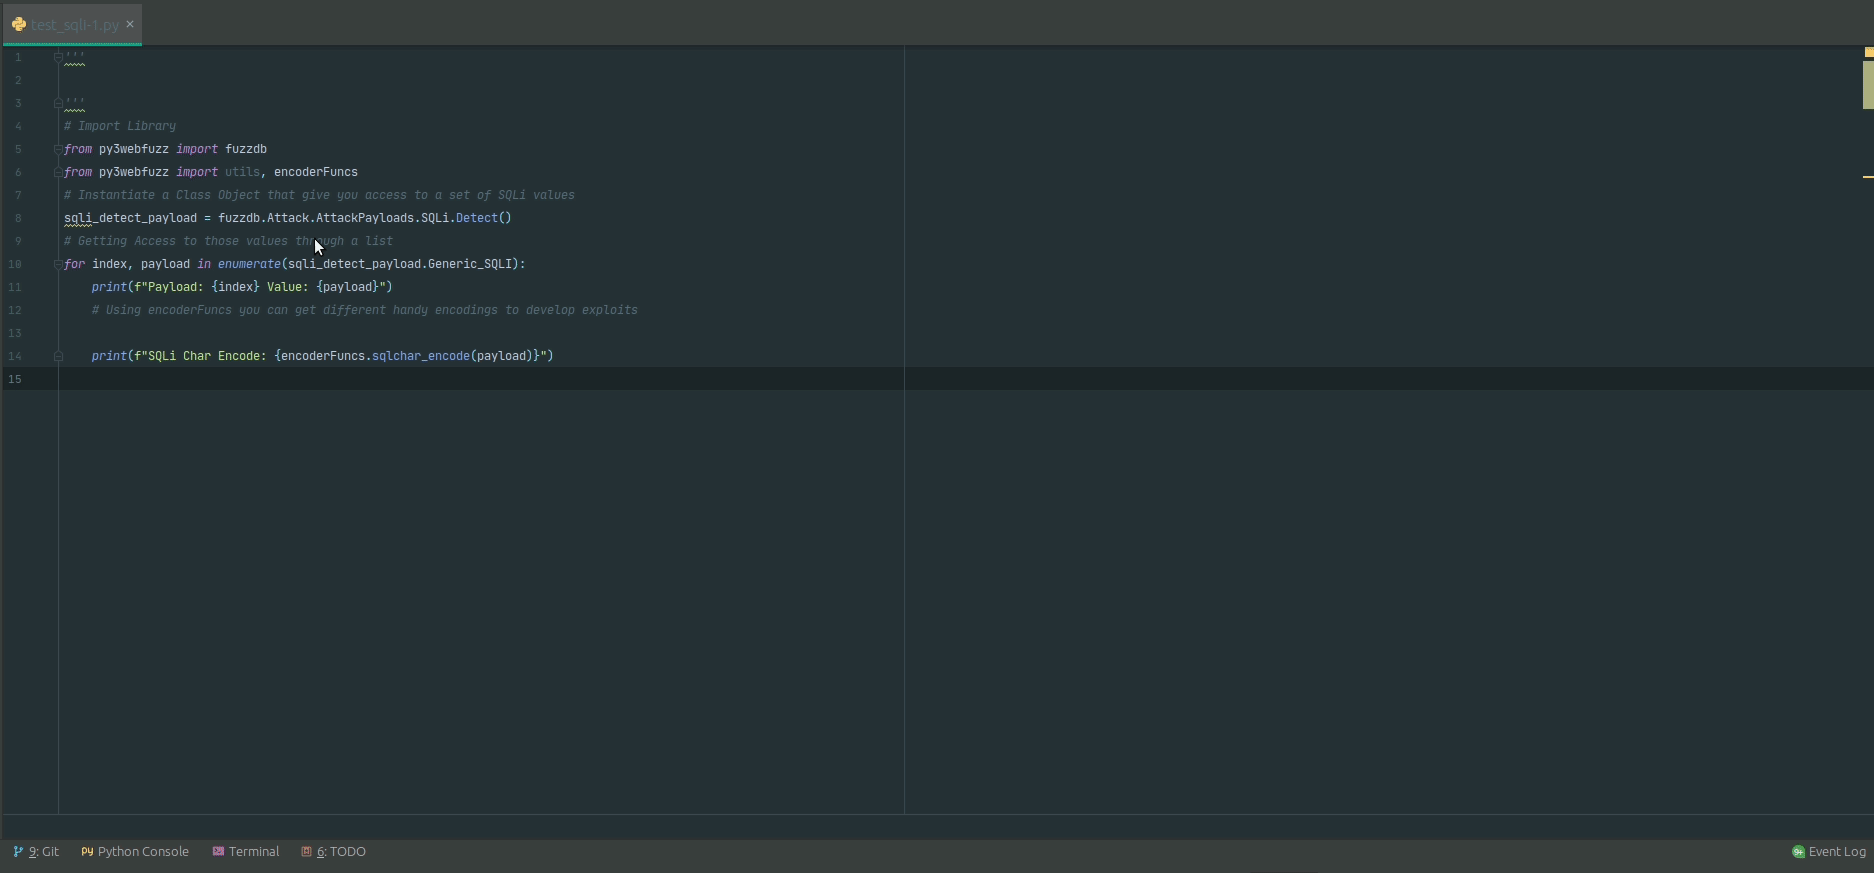 test_sqli-1.py ×
1 '''
2
3 '''
4 # Import Library
5 from py3webfuzz import fuzzdb
6 from py3webfuzz import utils, encoderFuncs
7 # Instantiate a Class Object that give you access to a set of SQLi values
8 sqli_detect_payload = fuzzdb.Attack.AttackPayloads.SQLi.Detect()
9 # Getting Access to those values through a list
10 for index, payload in enumerate(sqli_detect_payload.Generic_SQLI):
11     print(f"Payload: {index} Value: {payload}")
12     # Using encoderFuncs you can get different handy encodings to develop exploits
13
14     print(f"SQLi Char Encode: {encoderFuncs.sqlchar_encode(payload)}")
15
9: Git Python Console Terminal 6: TODO 9+ Event Log